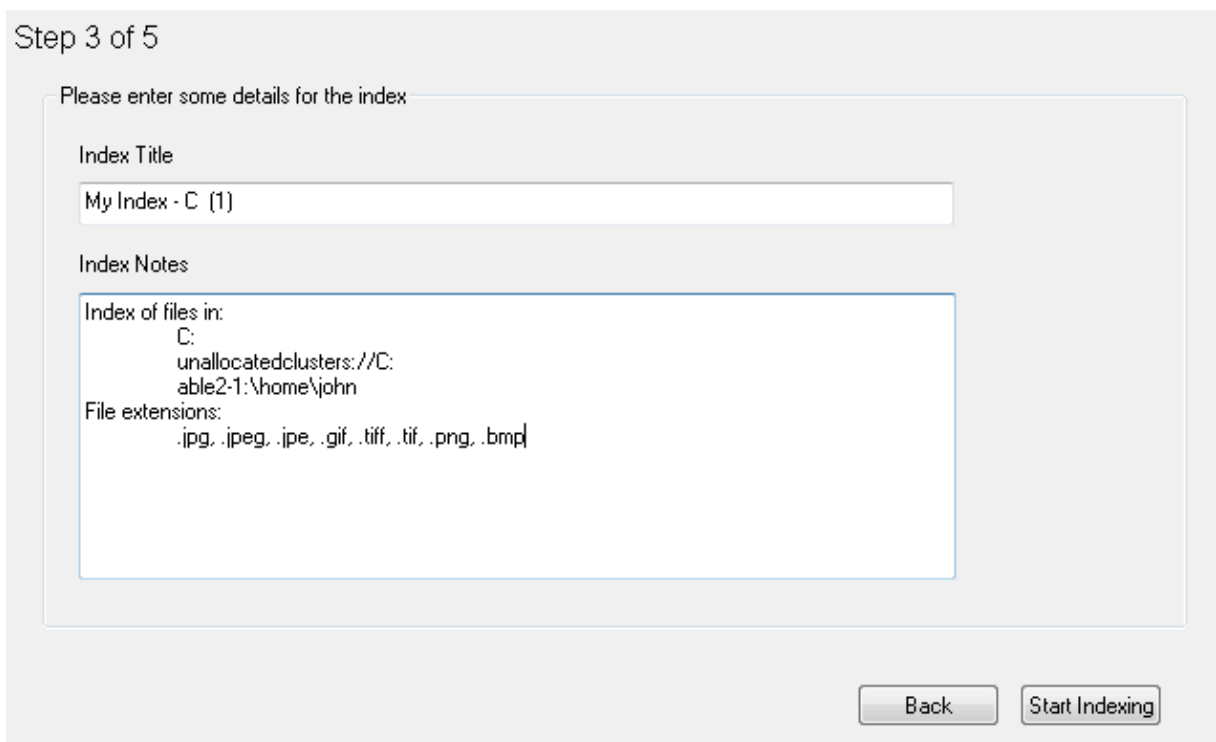 Step 3 of 5
Please enter some details for the index
Index Title
My Index - C  (1)
Index Notes
Index of files in:
C:
unallocatedclusters://C:
able2-1:\home\john
File extensions:
.jpg, .jpeg, .jpe, .gif, .tiff, .tif, .png, .bmp
Back
Start Indexing